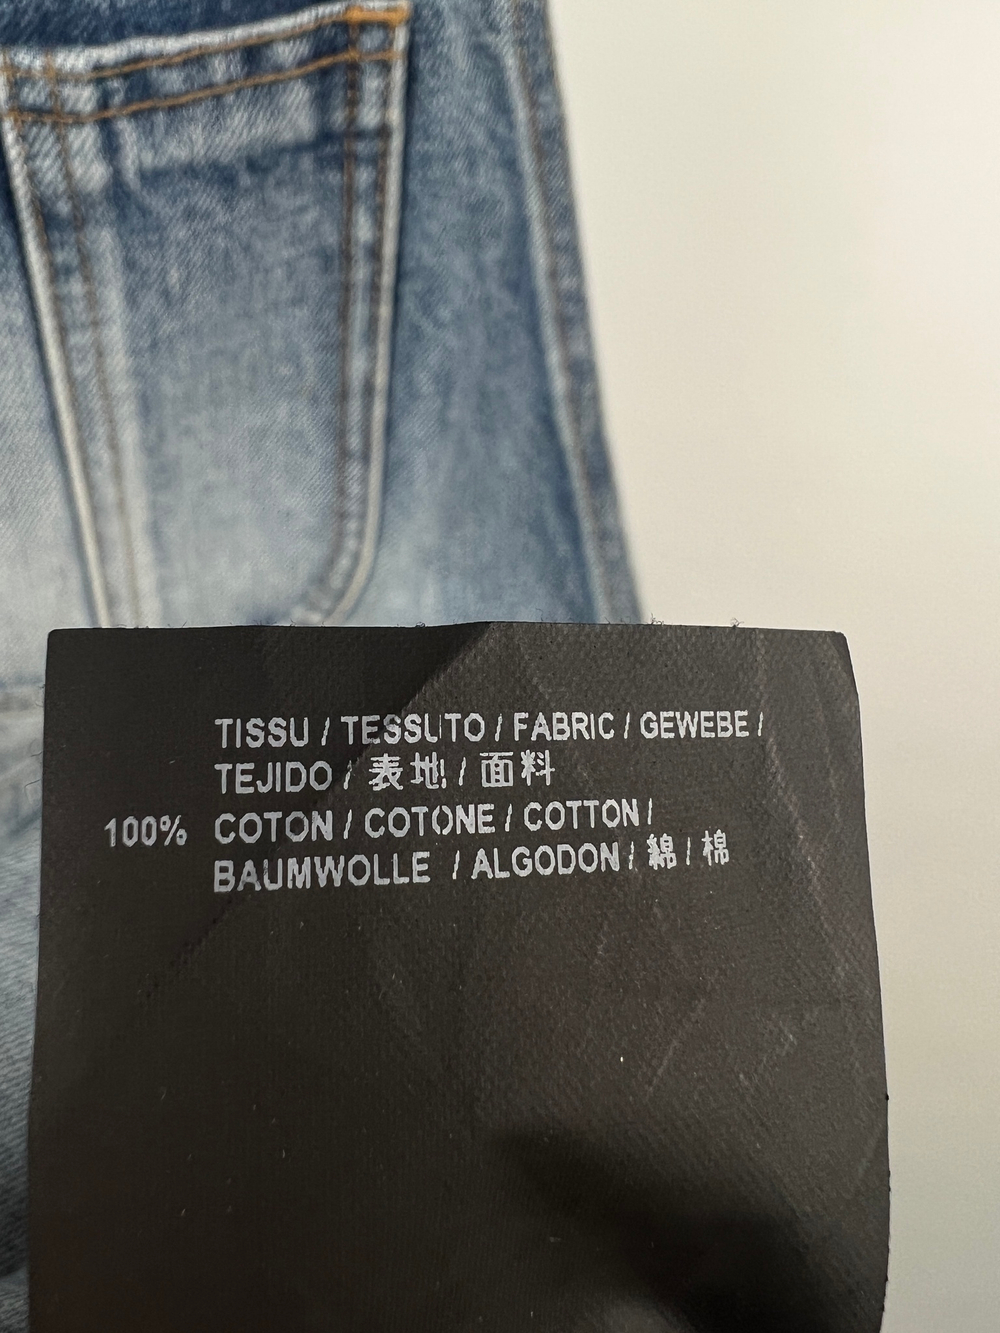 TISSU / TESSUTO / FABRIC / GEWEBE /
TEJIDO / 表地 / 面料
100% COTON / COTONE / COTTON /
BAUMWOLLE / ALGODON / 綿 / 棉